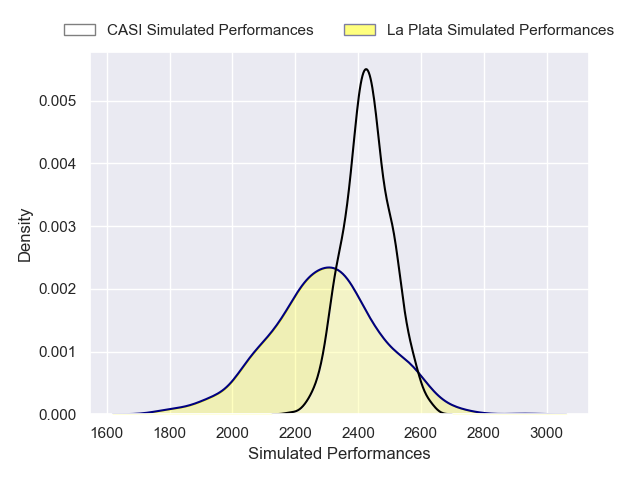 CASI Simulated Performances La Plata Simulated Performances
0.005
0.004
0.003
0.002
0.001
0.000
Density
1600 1800 2000 2200 2400 2600 2800 3000
Simulated Performances